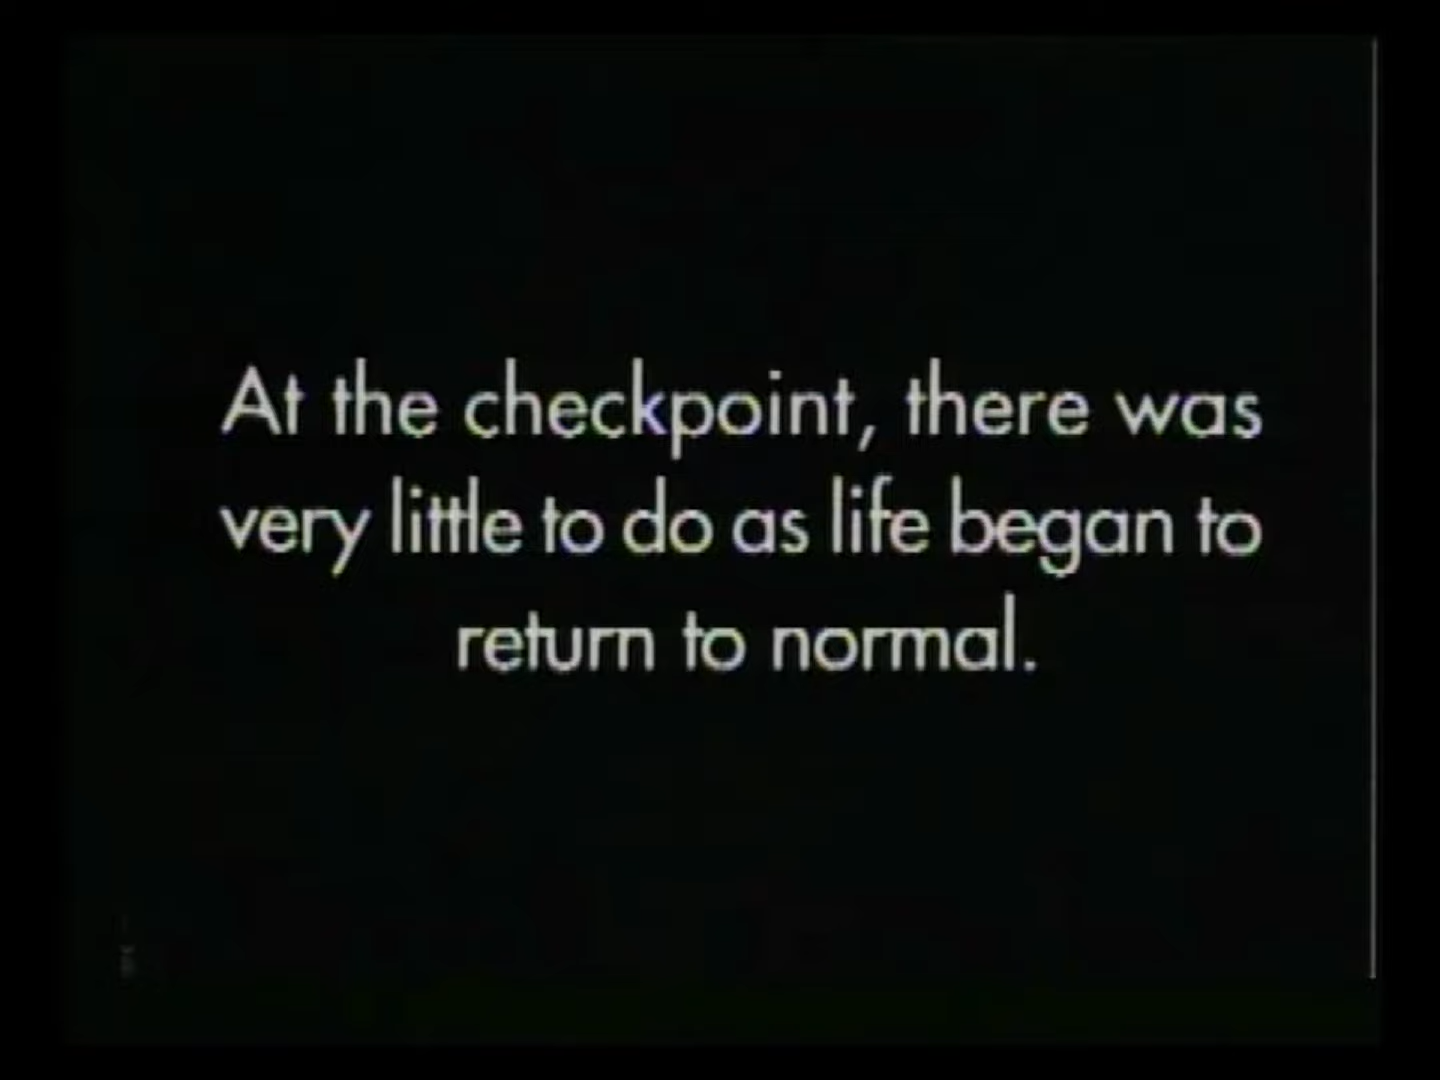 At the checkpoint, there was
very little to do as life began to
return to normal.